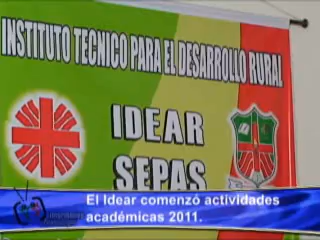 INSTITUTO TECNICO PARA EL DESARROLLO RURAL
IDEAR
SEPAS
El Idear comenzó actividades
académicas 2011.